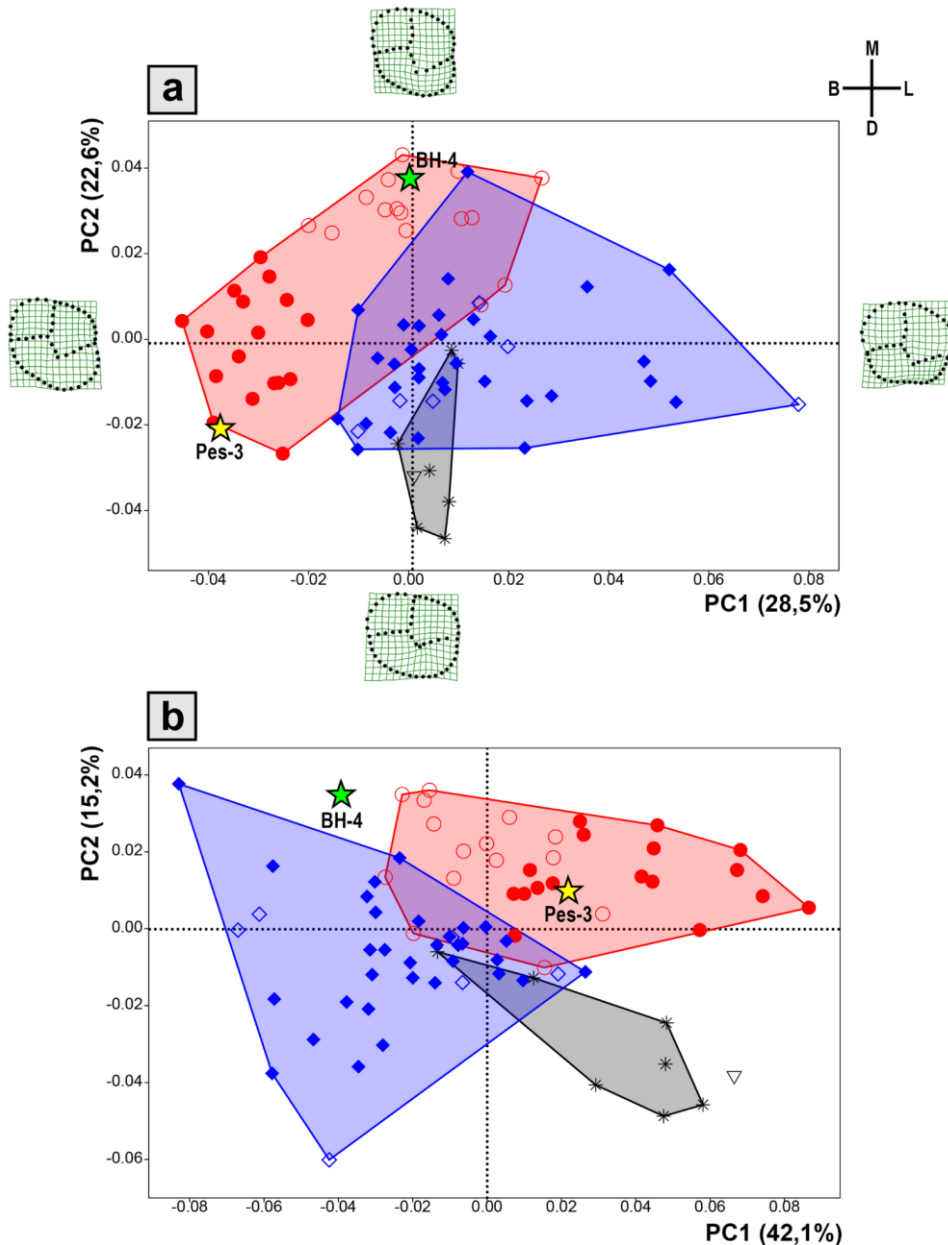 a
M
B L
D
PC2 (22,6%)
0.04
0.02
0.00
-0.02
-0.04
BH-4
Pes-3
-0.04 -0.02 0.00 0.02 0.04 0.06 0.08
PC1 (28,5%)
b
PC2 (15,2%)
0.04
0.02
0.00
-0.02
-0.04
-0.06
BH-4
Pes-3
-0.08 -0.06 -0.04 -0.02 0.00 0.02 0.04 0.06 0.08
PC1 (42,1%)